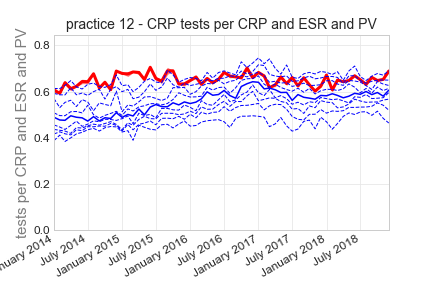 practice 12 - CRP tests per CRP and ESR and PV
tests per CRP and ESR and PV
0.8
0.6
0.4
0.2
0.0
nuary 2014
July 2014
January 2015
July 2015
January 2016
July 2016
January 2017
July 2017
January 2018
July 2018